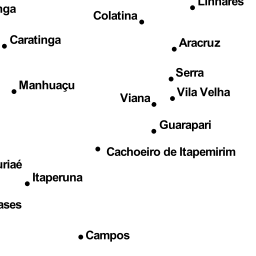 nga
Linhares
Colatina
Caratinga
Aracruz
Serra
Manhuaçu
Viana
Vila Velha
Guarapari
Cachoeiro de Itapemirim
uriaé
Itaperuna
ases
Campos